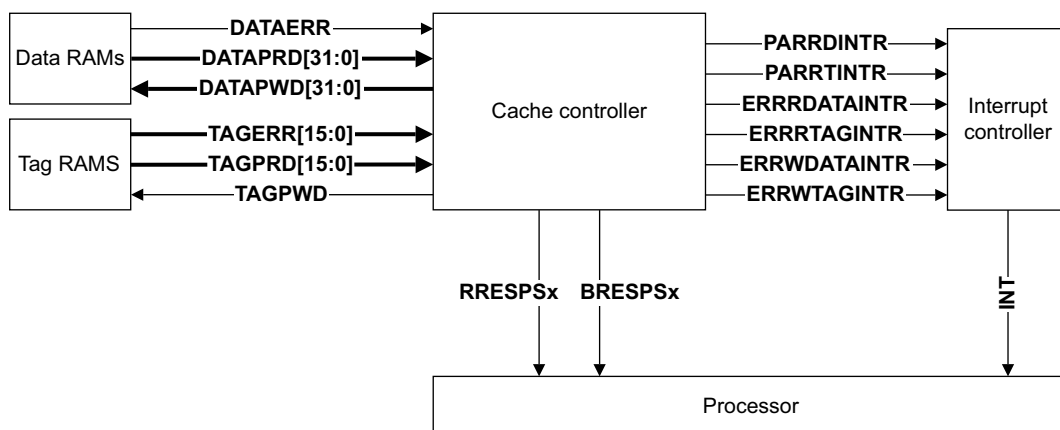 Data RAMs
DATAERR
DATAPRD[31:0]
DATAPWD[31:0]
Tag RAMS
TAGERR[15:0]
TAGPRD[15:0]
TAGPWD
Cache controller
PARRDINTR
PARRTINTR
ERRRDATAINTR
ERRRTAGINTR
ERRWDATAINTR
ERRWTAGINTR
Interrupt
controller
RRESPSx
BRESPSx
INT
Processor